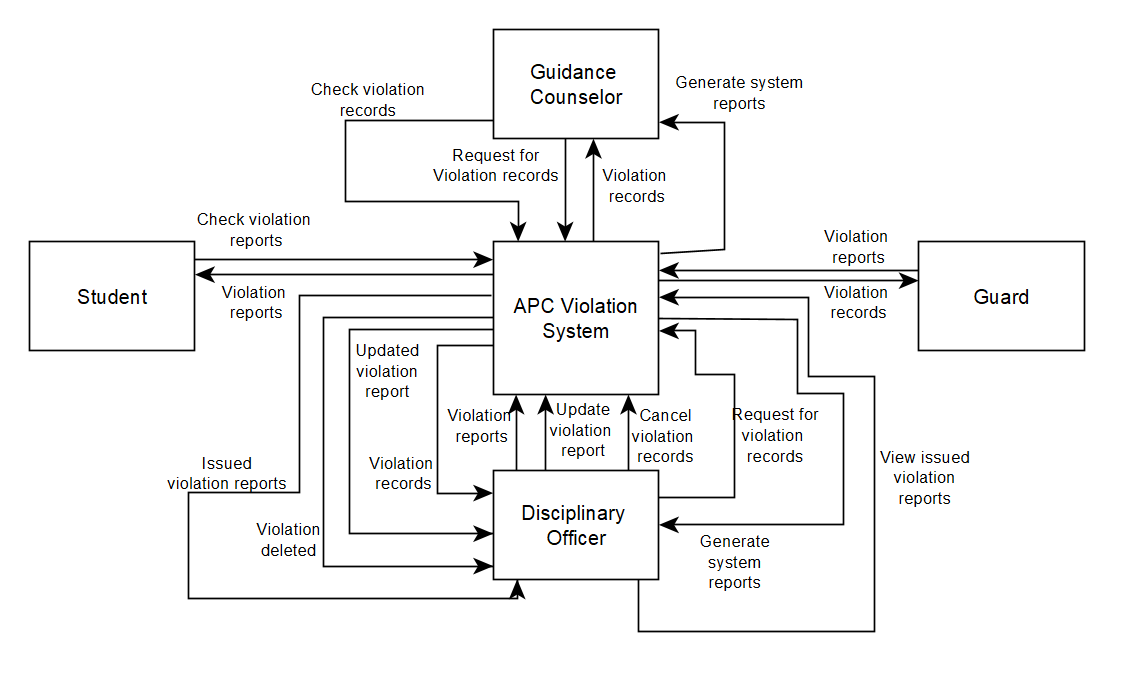 Guidance
Counselor
Generate system
reports
Check violation
records
Request for
Violation records
Violation
records
Check violation
reports
Violation
reports
Student
Violation
reports
APC Violation
System
Guard
Violation
records
Updated
violation
report
Violation
reports
Update
violation
report
Cancel
violation
records
Request for
violation
records
Issued
violation reports
Violation
records
View issued
violation
reports
Disciplinary
Officer
Violation
deleted
Generate
system
reports